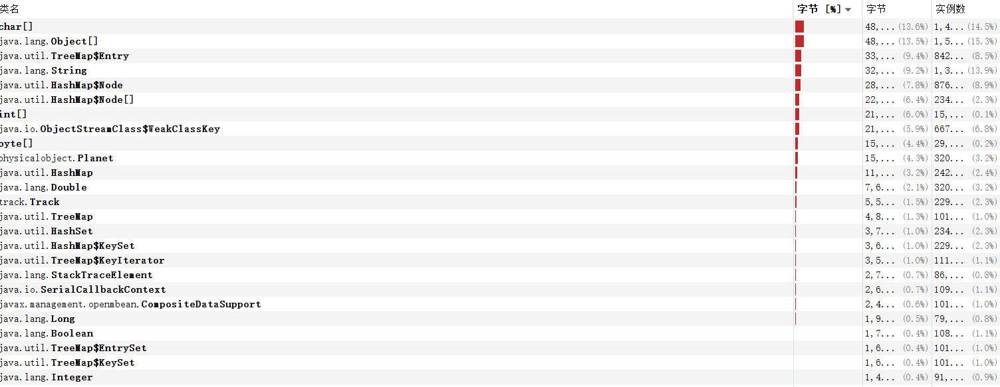 类名 字节 [%] 字节 实例数
char[] 48,... (13.6%) 1,4... (14.5%)
java.lang.Object[] 48,... (13.5%) 1,5... (15.3%)
java.util.TreeMap$Entry 33,... (9.4%) 842... (8.5%)
java.lang.String 32,... (9.2%) 1,3... (13.9%)
java.util.HashMap$Node 28,... (7.8%) 876... (8.9%)
java.util.HashMap$Node[] 22,... (6.4%) 234... (2.3%)
int[] 21,... (6.0%) 15,... (0.1%)
java.io.ObjectStreamClass$WeakClassKey 21,... (5.9%) 667... (6.8%)
byte[] 15,... (4.4%) 29,... (0.2%)
physicalobject.Planet 15,... (4.3%) 320... (3.2%)
java.util.HashMap 11,... (3.2%) 242... (2.4%)
java.lang.Double 7,6... (2.1%) 320... (3.2%)
track.Track 5,5... (1.5%) 229... (2.3%)
java.util.TreeMap 4,8... (1.3%) 101... (1.0%)
java.util.HashSet 3,7... (1.0%) 234... (2.3%)
java.util.HashMap$KeySet 3,6... (1.0%) 229... (2.3%)
java.util.TreeMap$KeyIterator 3,5... (1.0%) 111... (1.1%)
java.lang.StackTraceElement 2,7... (0.7%) 86,... (0.8%)
java.io.SerialCallbackContext 2,6... (0.7%) 109... (1.1%)
javax.management.openmbean.CompositeDataSupport 2,4... (0.6%) 101... (1.0%)
java.lang.Long 1,9... (0.5%) 79,... (0.8%)
java.lang.Boolean 1,7... (0.4%) 108... (1.1%)
java.util.TreeMap$EntrySet 1,6... (0.4%) 101... (1.0%)
java.util.TreeMap$KeySet 1,6... (0.4%) 101... (1.0%)
java.lang.Integer 1,4... (0.4%) 91,... (0.9%)